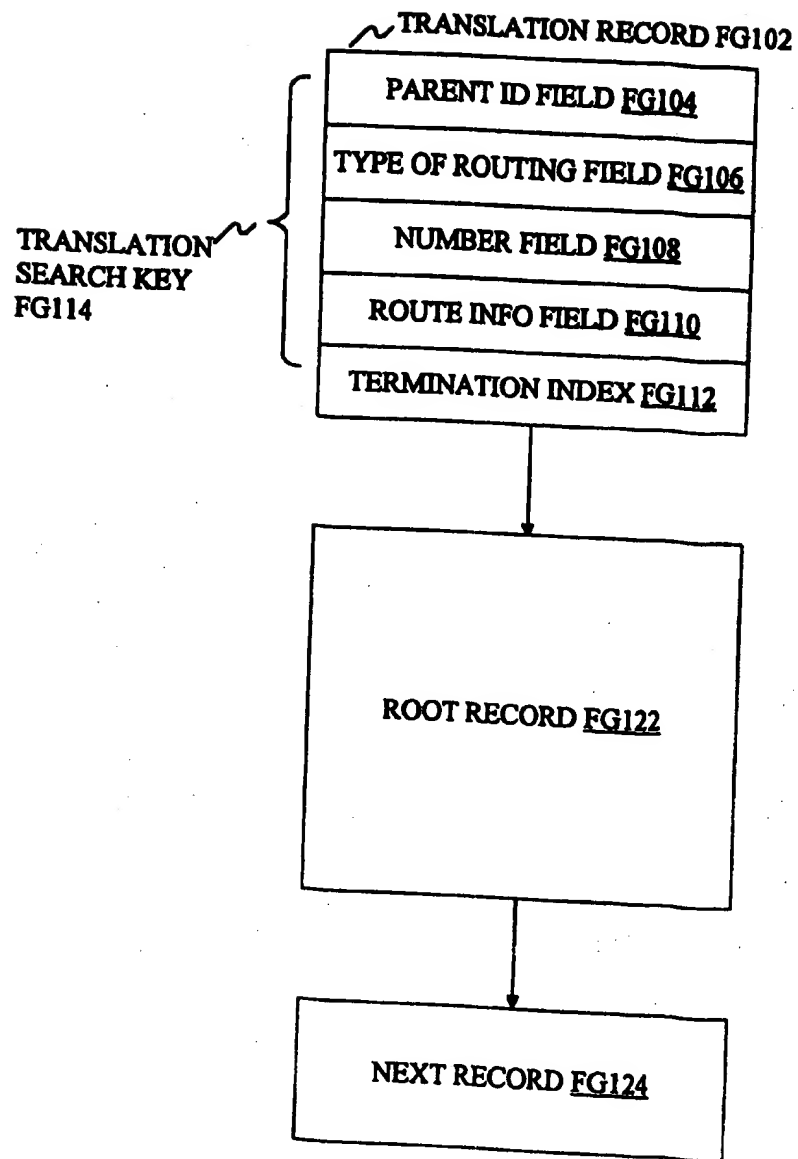 TRANSLATION RECORD FG102
PARENT ID FIELD FG104
TYPE OF ROUTING FIELD FG106
NUMBER FIELD FG108
ROUTE INFO FIELD FG110
TERMINATION INDEX FG112
TRANSLATION
SEARCH KEY
FG114
ROOT RECORD FG122
NEXT RECORD FG124